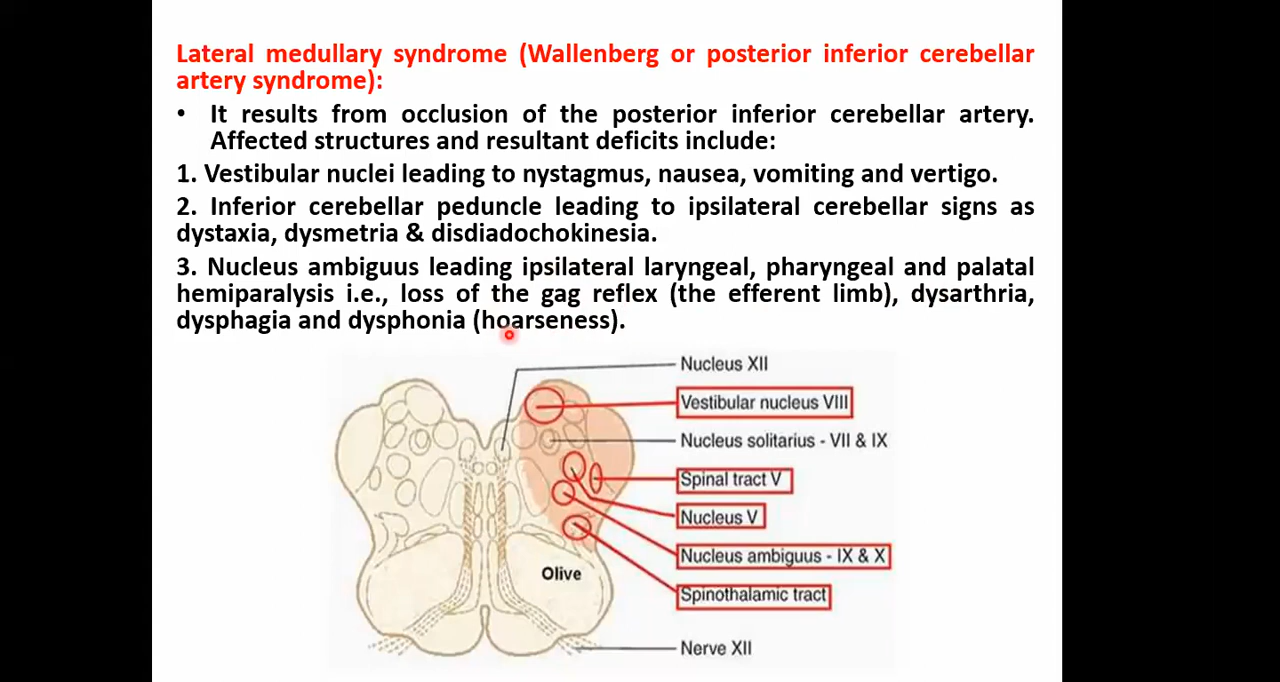 Lateral medullary syndrome (Wallenberg or posterior inferior cerebellar
artery syndrome):
• It results from occlusion of the posterior inferior cerebellar artery.
Affected structures and resultant deficits include:
1. Vestibular nuclei leading to nystagmus, nausea, vomiting and vertigo.
2. Inferior cerebellar peduncle leading to ipsilateral cerebellar signs as
dystaxia, dysmetria & disdiadochokinesia.
3. Nucleus ambiguus leading ipsilateral laryngeal, pharyngeal and palatal
hemiparalysis i.e., loss of the gag reflex (the efferent limb), dysarthria,
dysphagia and dysphonia (hoarseness).
Nucleus XII
Vestibular nucleus VIII
Nucleus solitarius - VII & IX
Spinal tract V
Nucleus V
Nucleus ambiguus - IX & X
Olive
Spinothalamic tract
Nerve XII